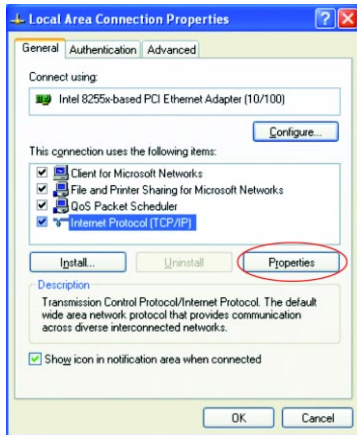 Local Area Connection Properties
General Authentication Advanced
Connect using:
Intel 8255x-based PCI Ethernet Adapter (10/100)
Configure...
This connection uses the following items:
Client for Microsoft Networks
File and Printer Sharing for Microsoft Networks
QoS Packet Scheduler
Internet Protocol (TCP/IP)
Install... Uninstall Properties
Description
Transmission Control Protocol/Internet Protocol. The default
wide area network protocol that provides communication
across diverse interconnected networks.
Show icon in notification area when connected
OK Cancel